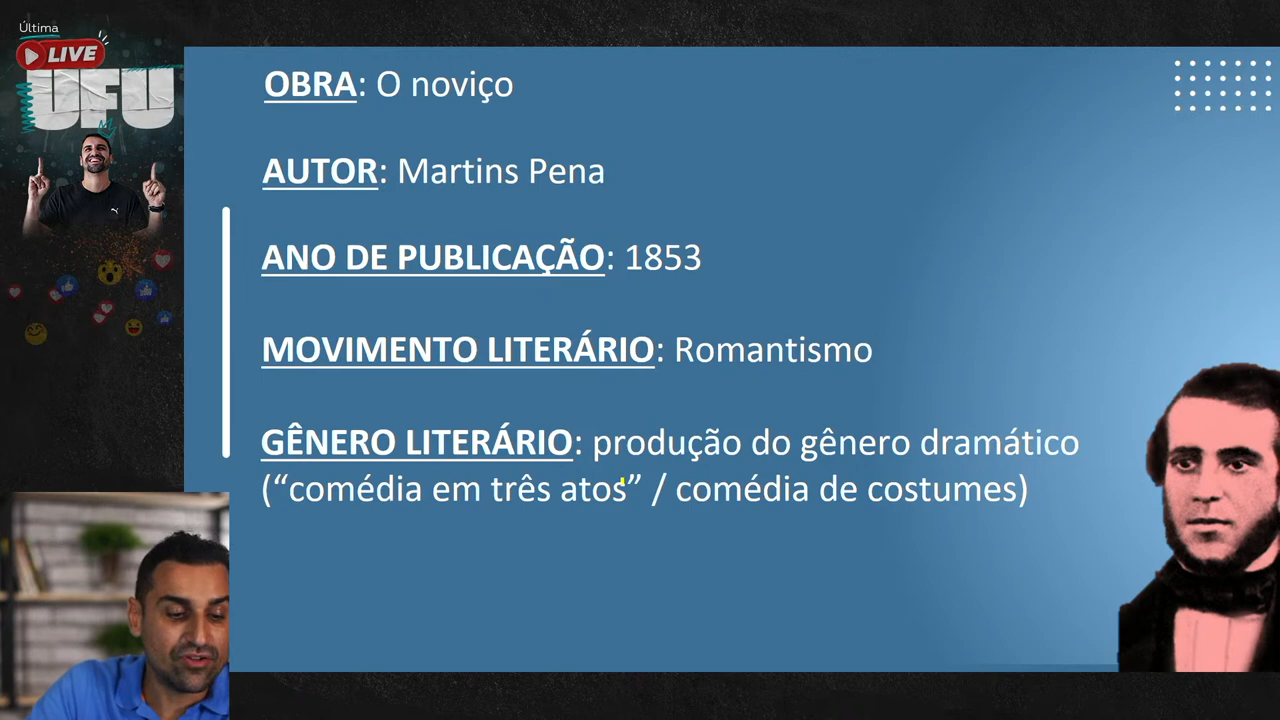 Última
LIVE
UFU
OBRA: O noviço
AUTOR: Martins Pena
ANO DE PUBLICAÇÃO: 1853
MOVIMENTO LITERÁRIO: Romantismo
GÊNERO LITERÁRIO: produção do gênero dramático
(“comédia em três atos” / comédia de costumes)